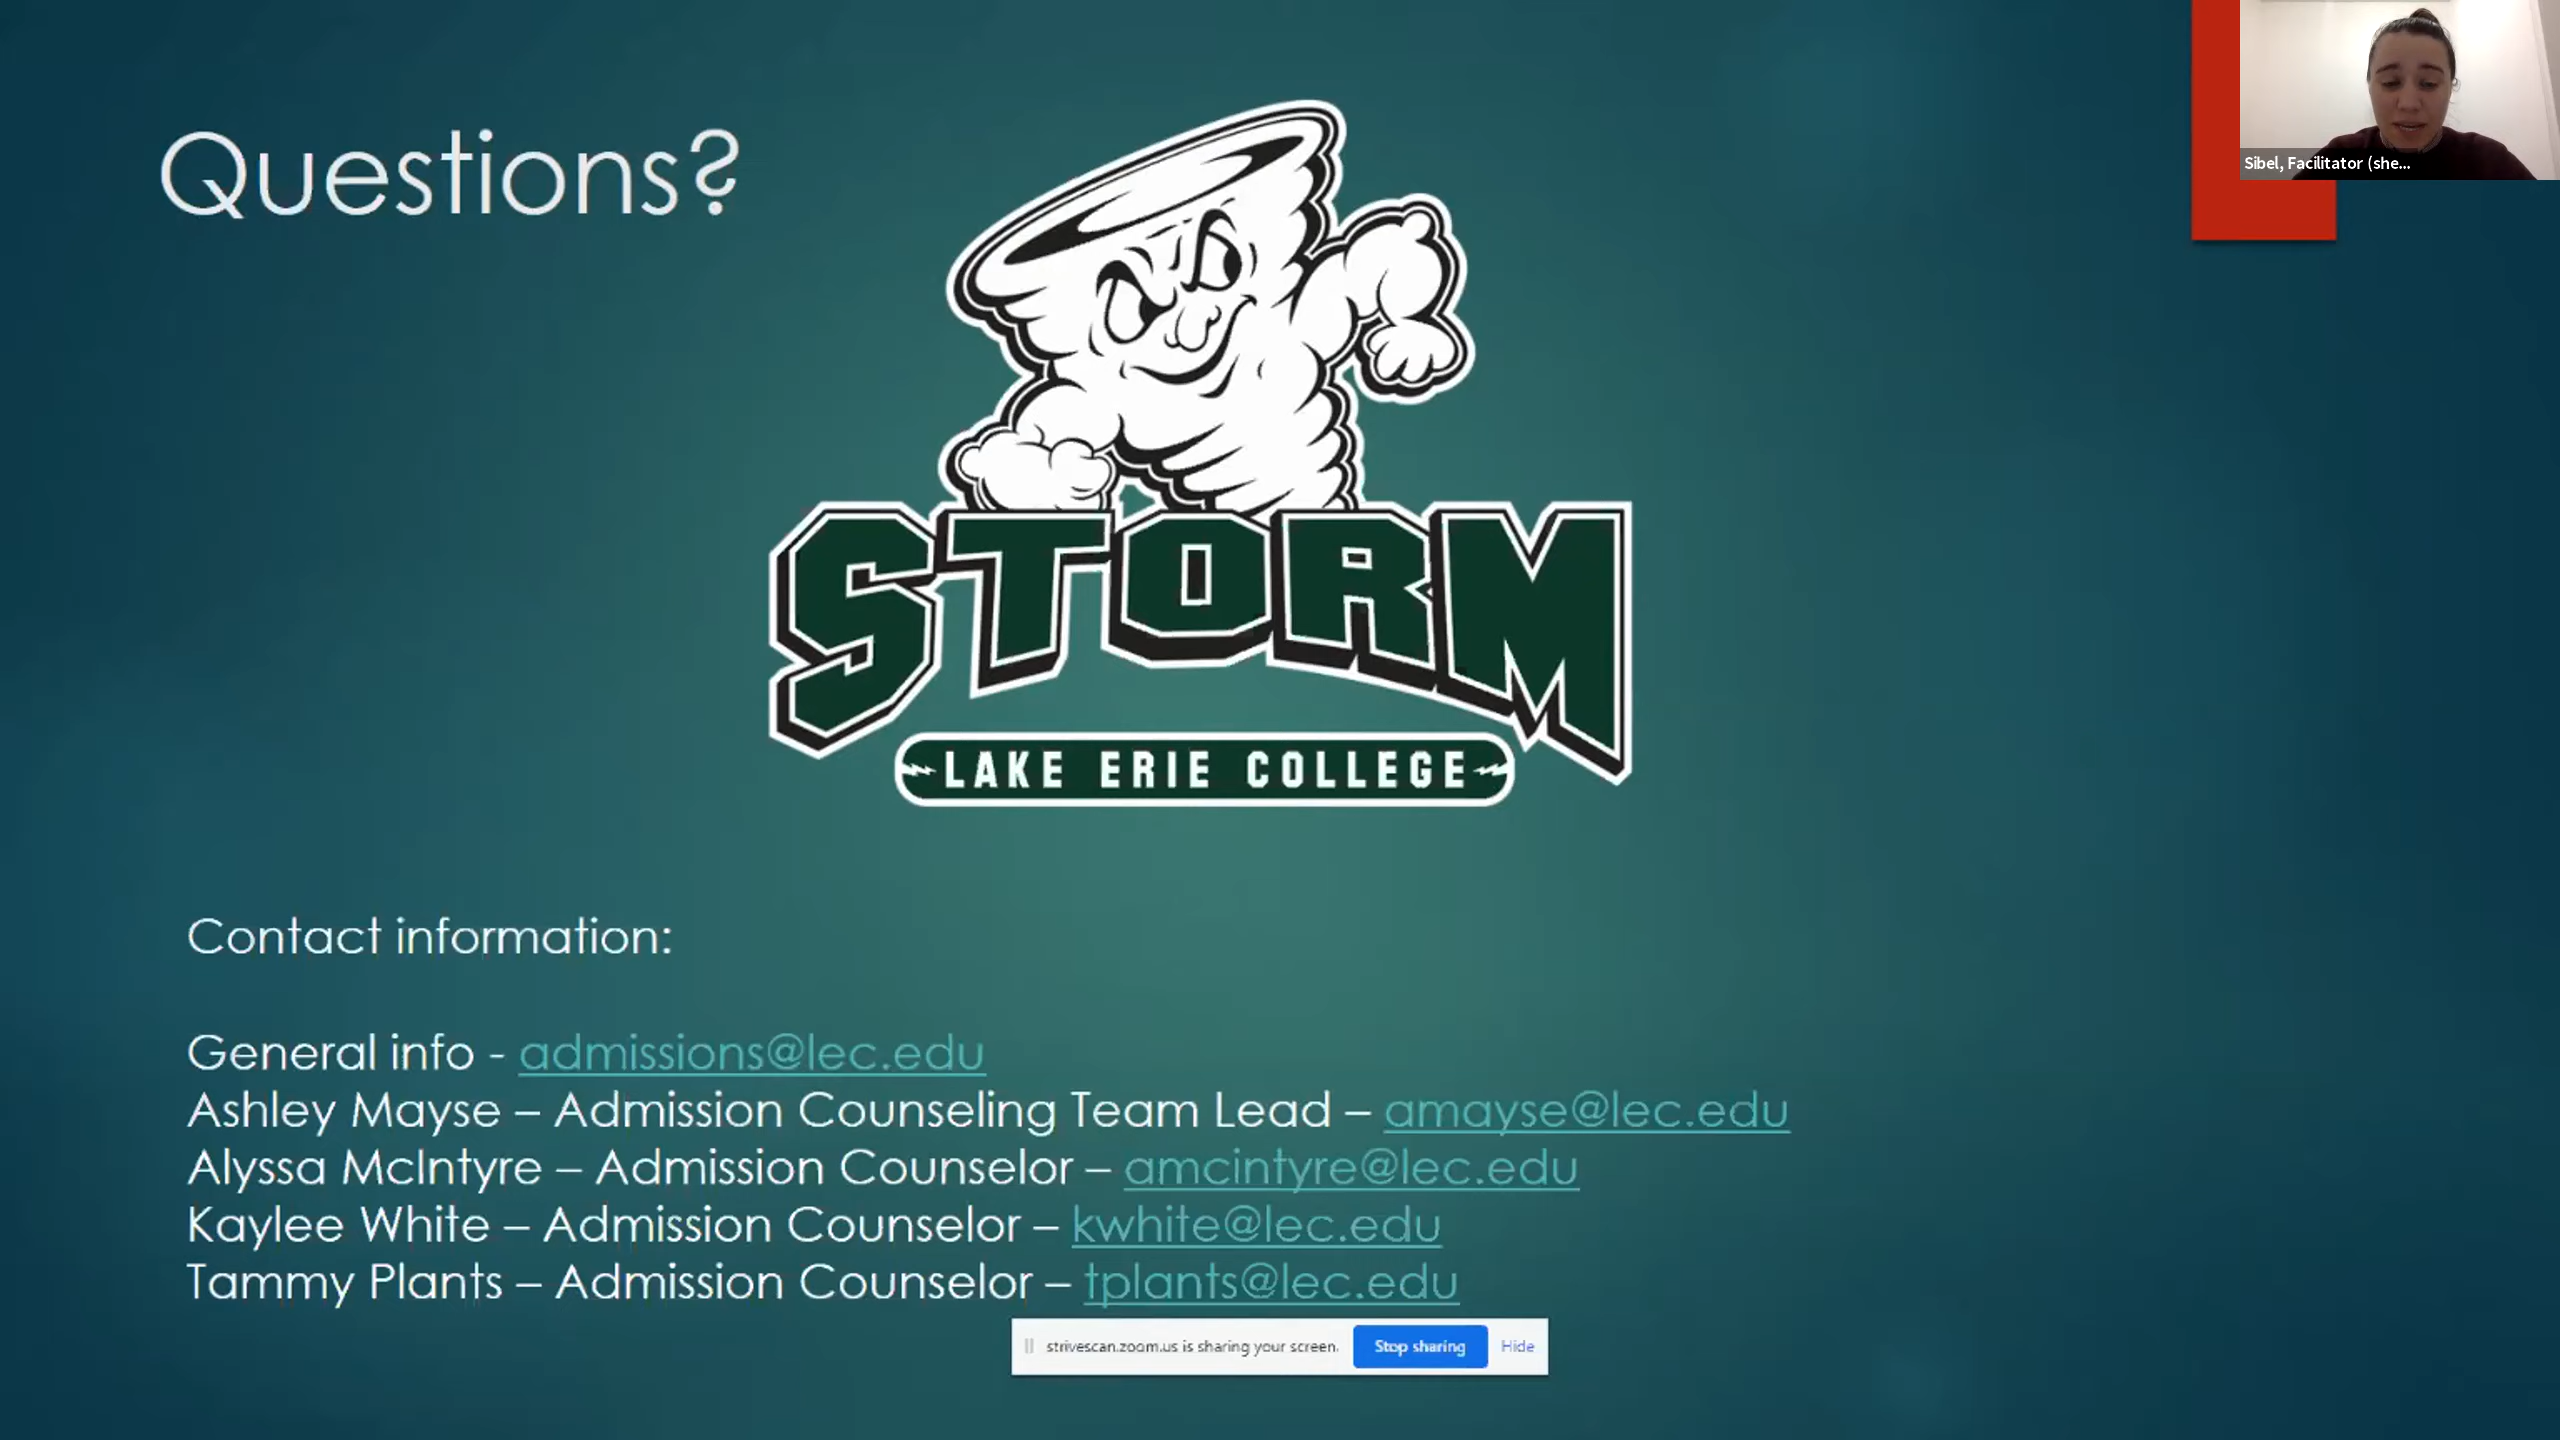 Questions?
Sibel, Facilitator (she...
STORM
LAKE ERIE COLLEGE
Contact information:
General info - admissions@lec.edu
Ashley Mayse – Admission Counseling Team Lead – amayse@lec.edu
Alyssa McIntyre – Admission Counselor – amcintyre@lec.edu
Kaylee White – Admission Counselor – kwhite@lec.edu
Tammy Plants – Admission Counselor – tplants@lec.edu
strivescan.zoom.us is sharing your screen. Stop sharing Hide